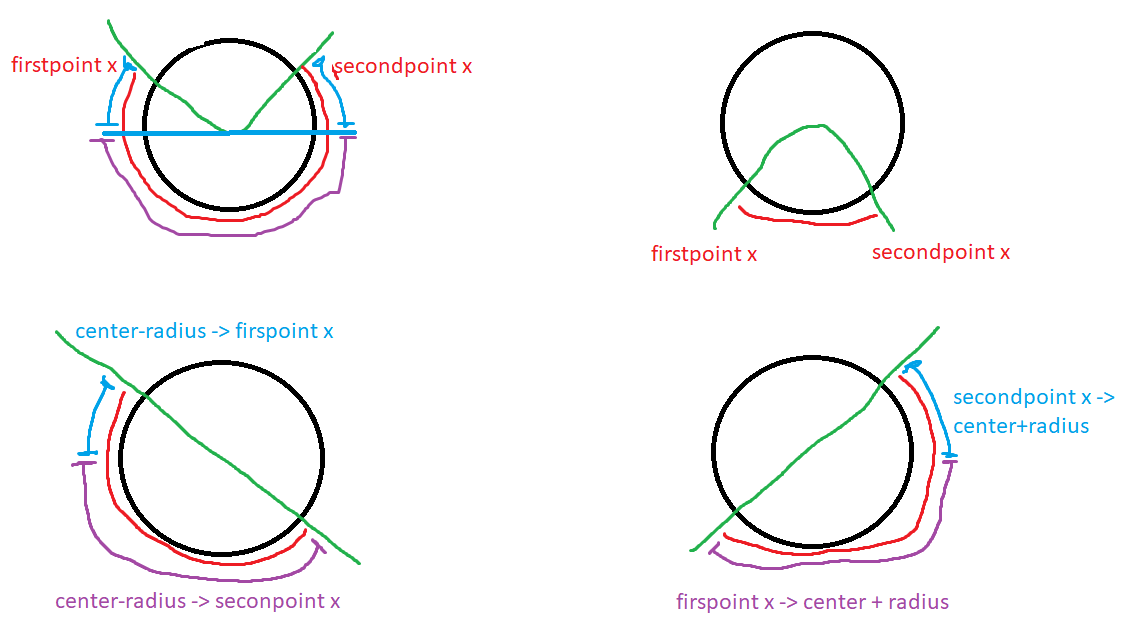 firstpoint x
secondpoint x
firstpoint x
secondpoint x
center-radius -> firspoint x
secondpoint x ->
center+radius
center-radius -> seconpoint x
firspoint x -> center + radius